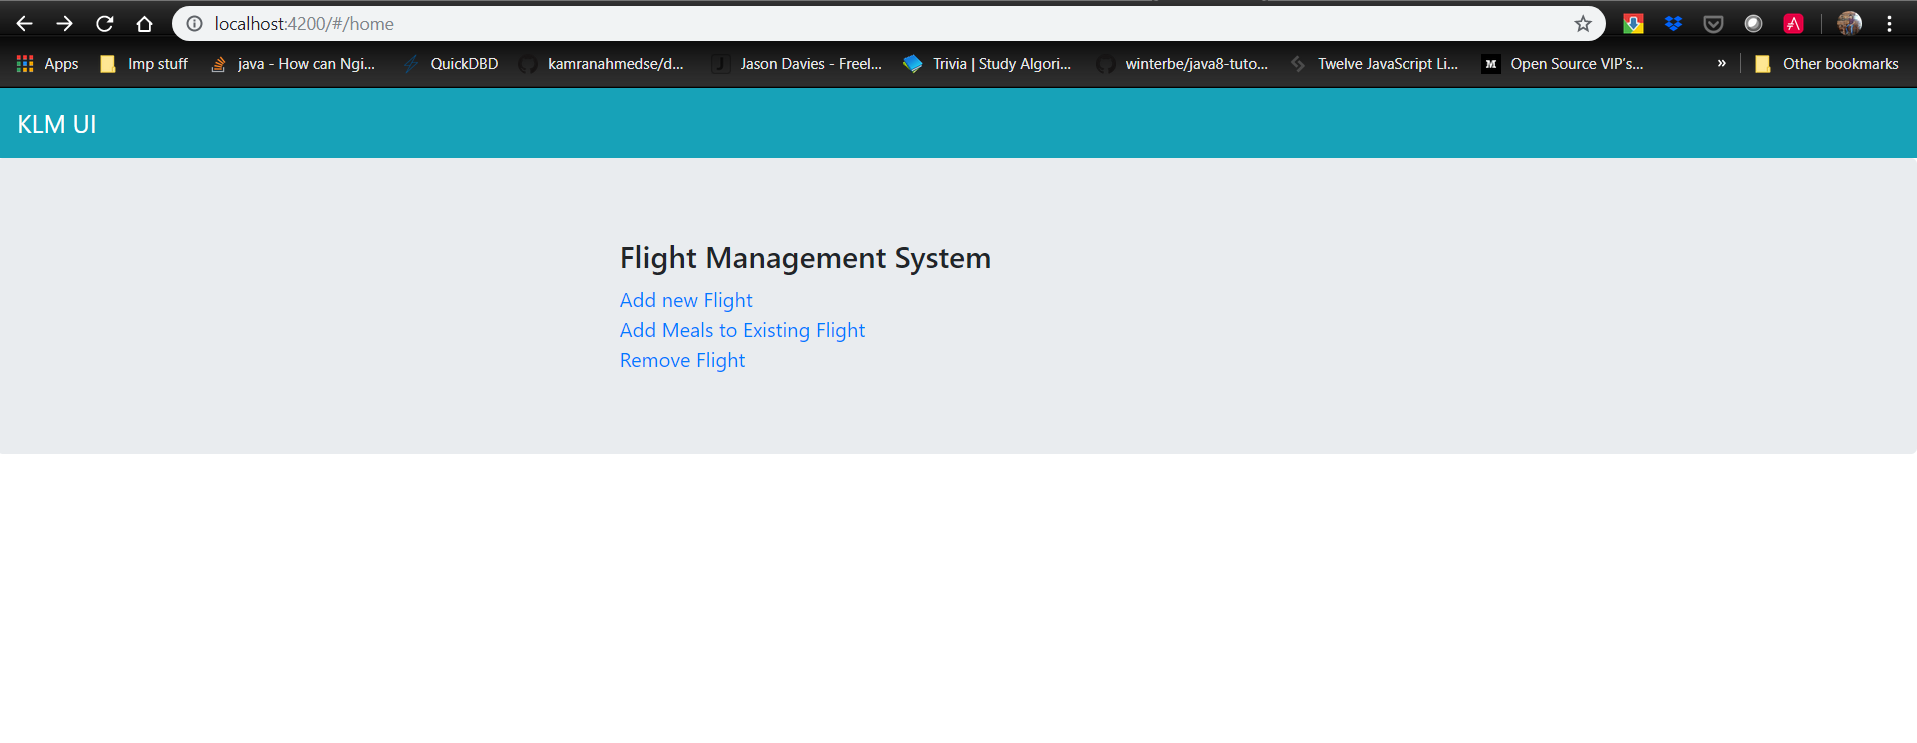 localhost:4200/#/home
Apps Imp stuff java - How can Ngi... QuickDBD kamranahmedse/d... Jason Davies - Freel... Trivia | Study Algori... winterbe/java8-tuto... Twelve JavaScript Li... Open Source VIP's... » Other bookmarks
KLM UI
Flight Management System
Add new Flight
Add Meals to Existing Flight
Remove Flight